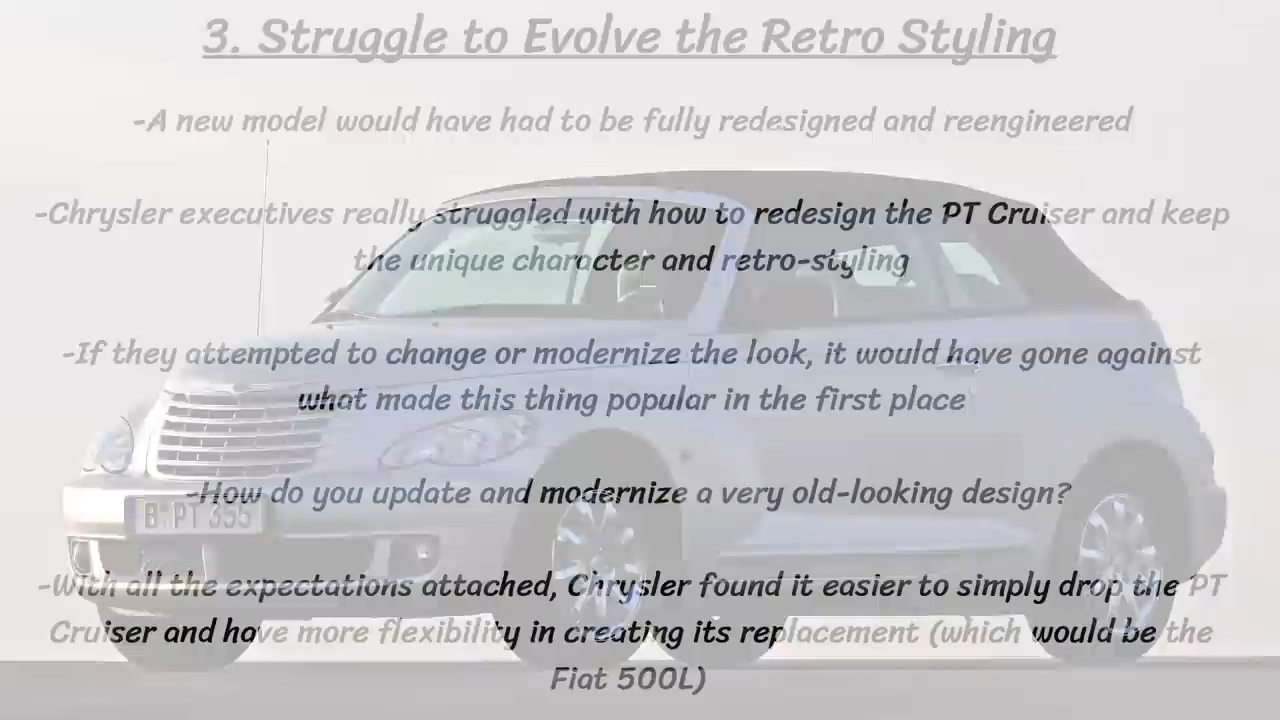 3. Struggle to Evolve the Retro Styling
-A new model would have had to be fully redesigned and reengineered
-Chrysler executives really struggled with how to redesign the PT Cruiser and keep
the unique character and retro-styling
-If they attempted to change or modernize the look, it would have gone against
what made this thing popular in the first place
-How do you update and modernize a very old-looking design?
B PT 355
-With all the expectations attached, Chrysler found it easier to simply drop the PT
Cruiser and have more flexibility in creating its replacement (which would be the
Fiat 500L)